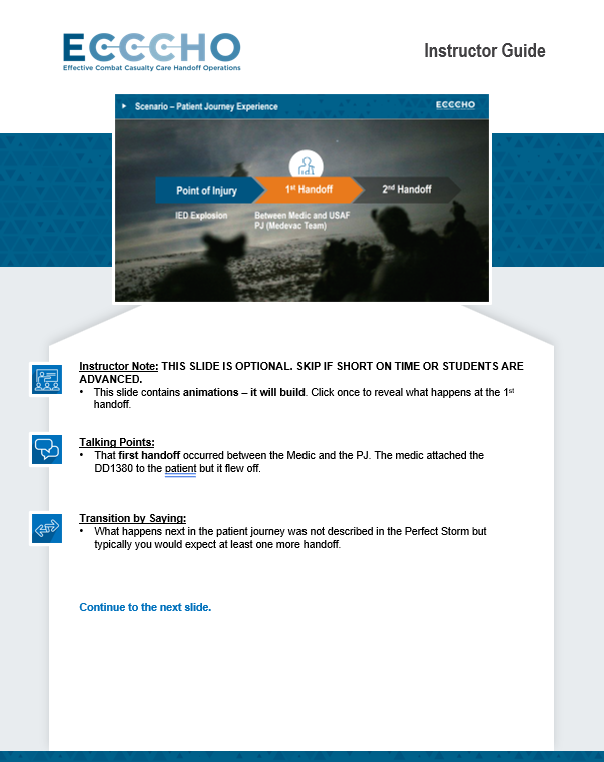 ECCCHO
Effective Combat Casualty Care Handoff Operations
Instructor Guide
Scenario – Patient Journey Experience
ECCCHO
Point of Injury
1st Handoff
2nd Handoff
IED Explosion
Between Medic and USAF
PJ (Medevac Team)
Instructor Note: THIS SLIDE IS OPTIONAL. SKIP IF SHORT ON TIME OR STUDENTS ARE
ADVANCED.
• This slide contains animations – it will build. Click once to reveal what happens at the 1st
handoff.
Talking Points:
• That first handoff occurred between the Medic and the PJ. The medic attached the
DD1380 to the patient but it flew off.
Transition by Saying:
• What happens next in the patient journey was not described in the Perfect Storm but
typically you would expect at least one more handoff.
Continue to the next slide.